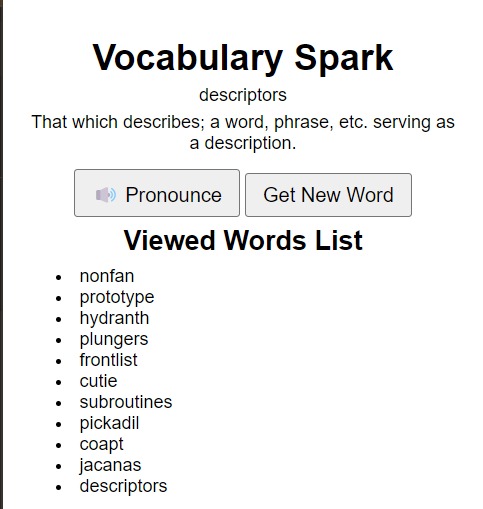 Vocabulary Spark
descriptors
That which describes; a word, phrase, etc. serving as
a description.
🔊 Pronounce
Get New Word
Viewed Words List
• nonfan
• prototype
• hydranth
• plungers
• frontlist
• cutie
• subroutines
• pickadil
• coapt
• jacanas
• descriptors